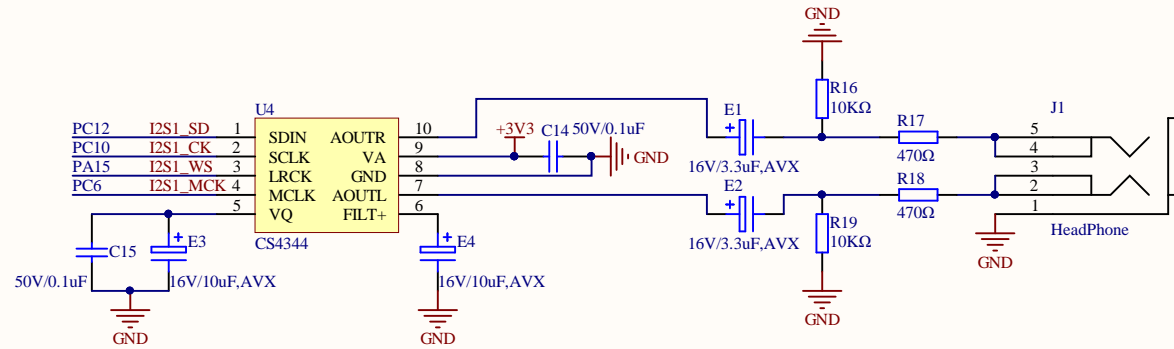 GND
U4
PC12 I2S1_SD 1 SDIN AOUTR 10
PC10 I2S1_CK 2 SCLK VA 9
PA15 I2S1_WS 3 LRCK GND 8
PC6 I2S1_MCK 4 MCLK AOUTL 7
5 VQ FILT+ 6
CS4344
+3V3
C14 50V/0.1uF
GND
E1
+
16V/3.3uF,AVX
E2
+
16V/3.3uF,AVX
R16
10KΩ
R17
470Ω
R18
470Ω
R19
10KΩ
GND
J1
5
4
3
2
1
HeadPhone
GND
C15
50V/0.1uF
+
E3
16V/10uF,AVX
GND
+
E4
16V/10uF,AVX
GND